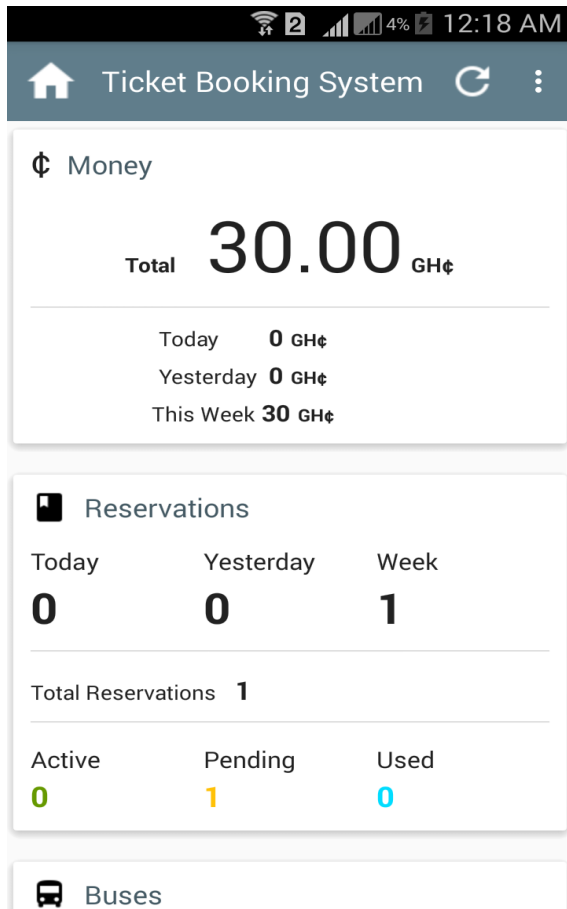 2 4% 12:18 AM
Ticket Booking System
¢ Money
Total 30.00 GH¢
Today 0 GH¢
Yesterday 0 GH¢
This Week 30 GH¢
Reservations
Today Yesterday Week
0 0 1
Total Reservations 1
Active Pending Used
0 1 0
Buses